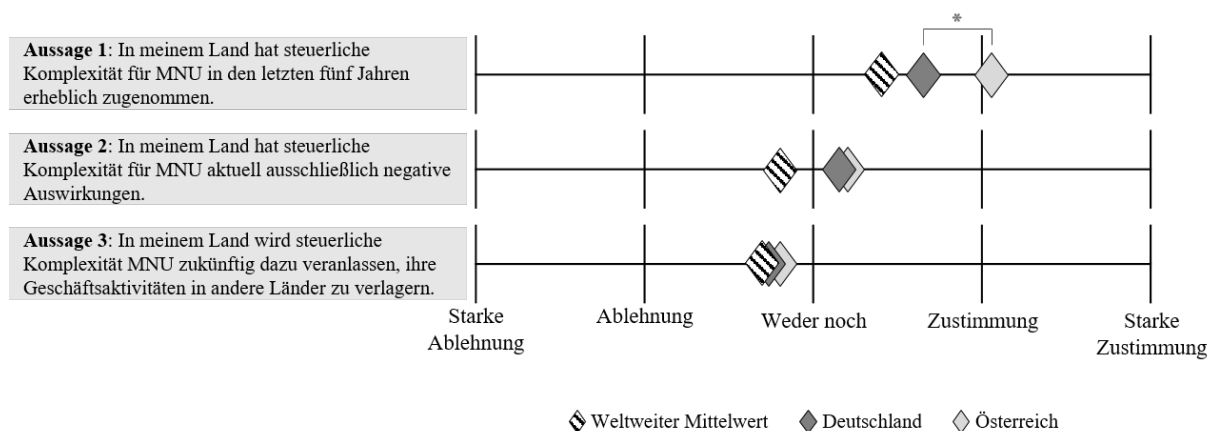 *
Aussage 1: In meinem Land hat steuerliche
Komplexität für MNU in den letzten fünf Jahren
erheblich zugenommen.
Aussage 2: In meinem Land hat steuerliche
Komplexität für MNU aktuell ausschließlich negative
Auswirkungen.
Aussage 3: In meinem Land wird steuerliche
Komplexität MNU zukünftig dazu veranlassen, ihre
Geschäftsaktivitäten in andere Länder zu verlagern.
Starke
Ablehnung
Ablehnung
Weder noch
Zustimmung
Starke
Zustimmung
Weltweiter Mittelwert
Deutschland
Österreich